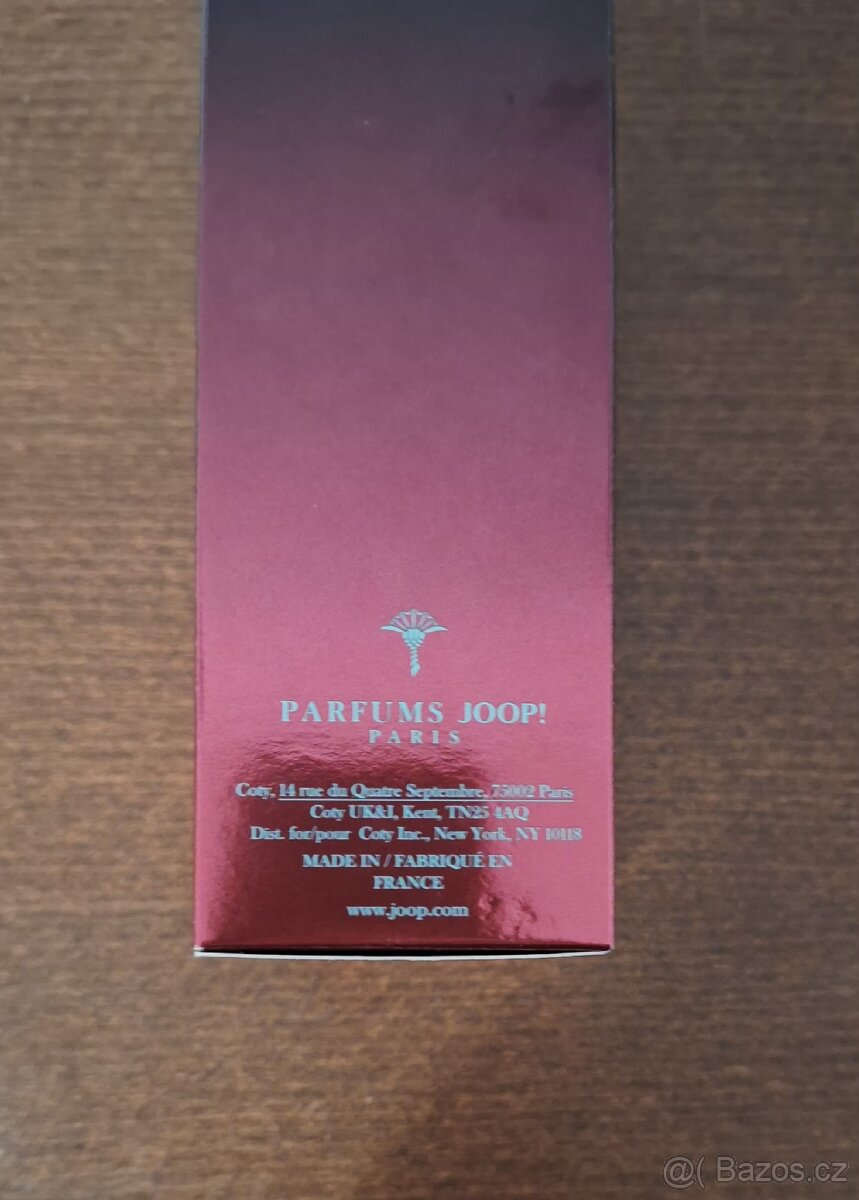 PARFUMS JOOP!
PARIS
Coty, 14 rue du Quatre Septembre, 75002 Paris
Coty UK&I, Kent, TN25 4AQ
Dist. for/pour Coty Inc., New York, NY 10118
MADE IN / FABRIQUÉ EN
FRANCE
www.joop.com
@( Bazos.cz